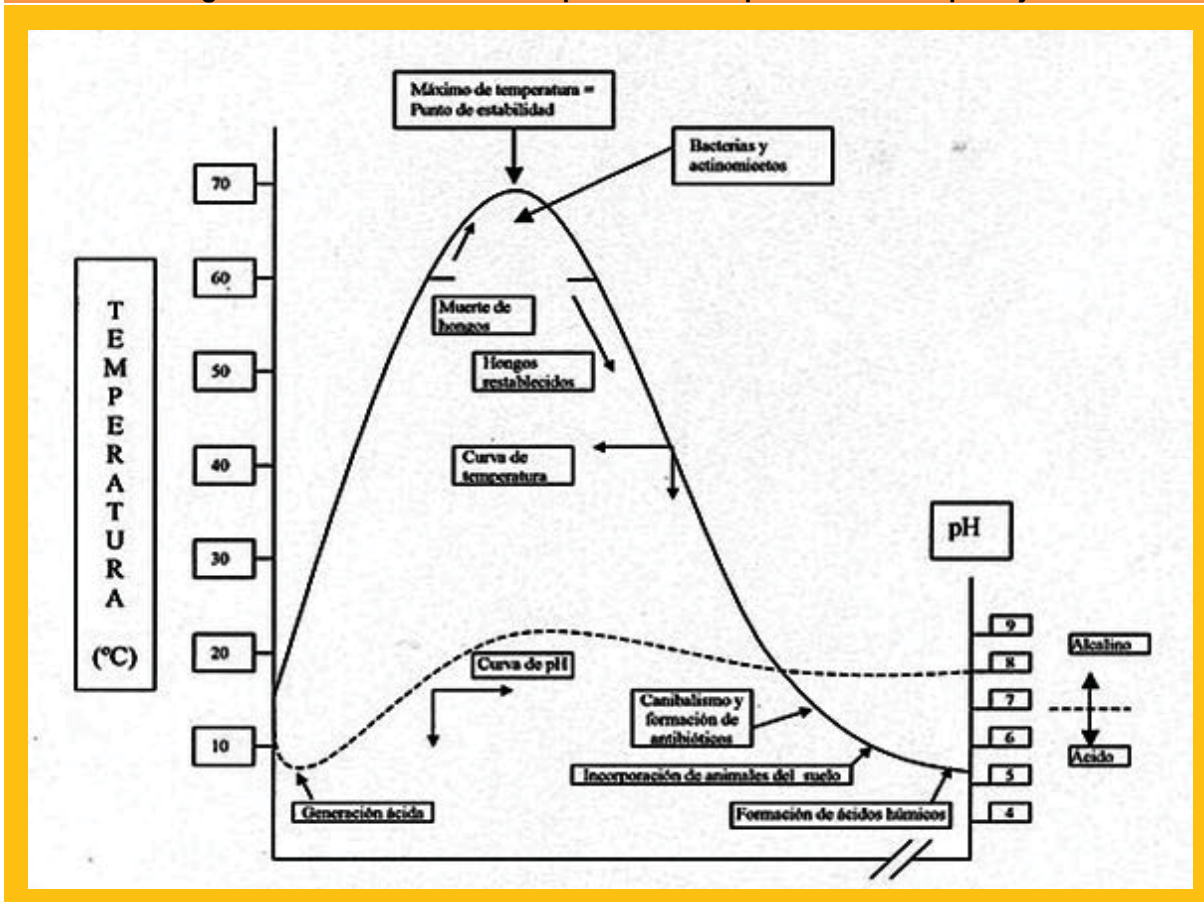 Máximo de temperatura =
Punto de estabilidad
Bacterias y
actinomicetos
70
60
50
40
30
20
10
TEMPERATURA
(ºC)
Muerte de
hongos
Hongos
restablecidos
Curva de
temperatura
pH
Curva de pH
Canibalismo y
formación de
antibióticos
Incorporación de animales del suelo
Formación de ácidos húmicos
Generación ácida
9
8
7
6
5
4
Alcalino
Ácido